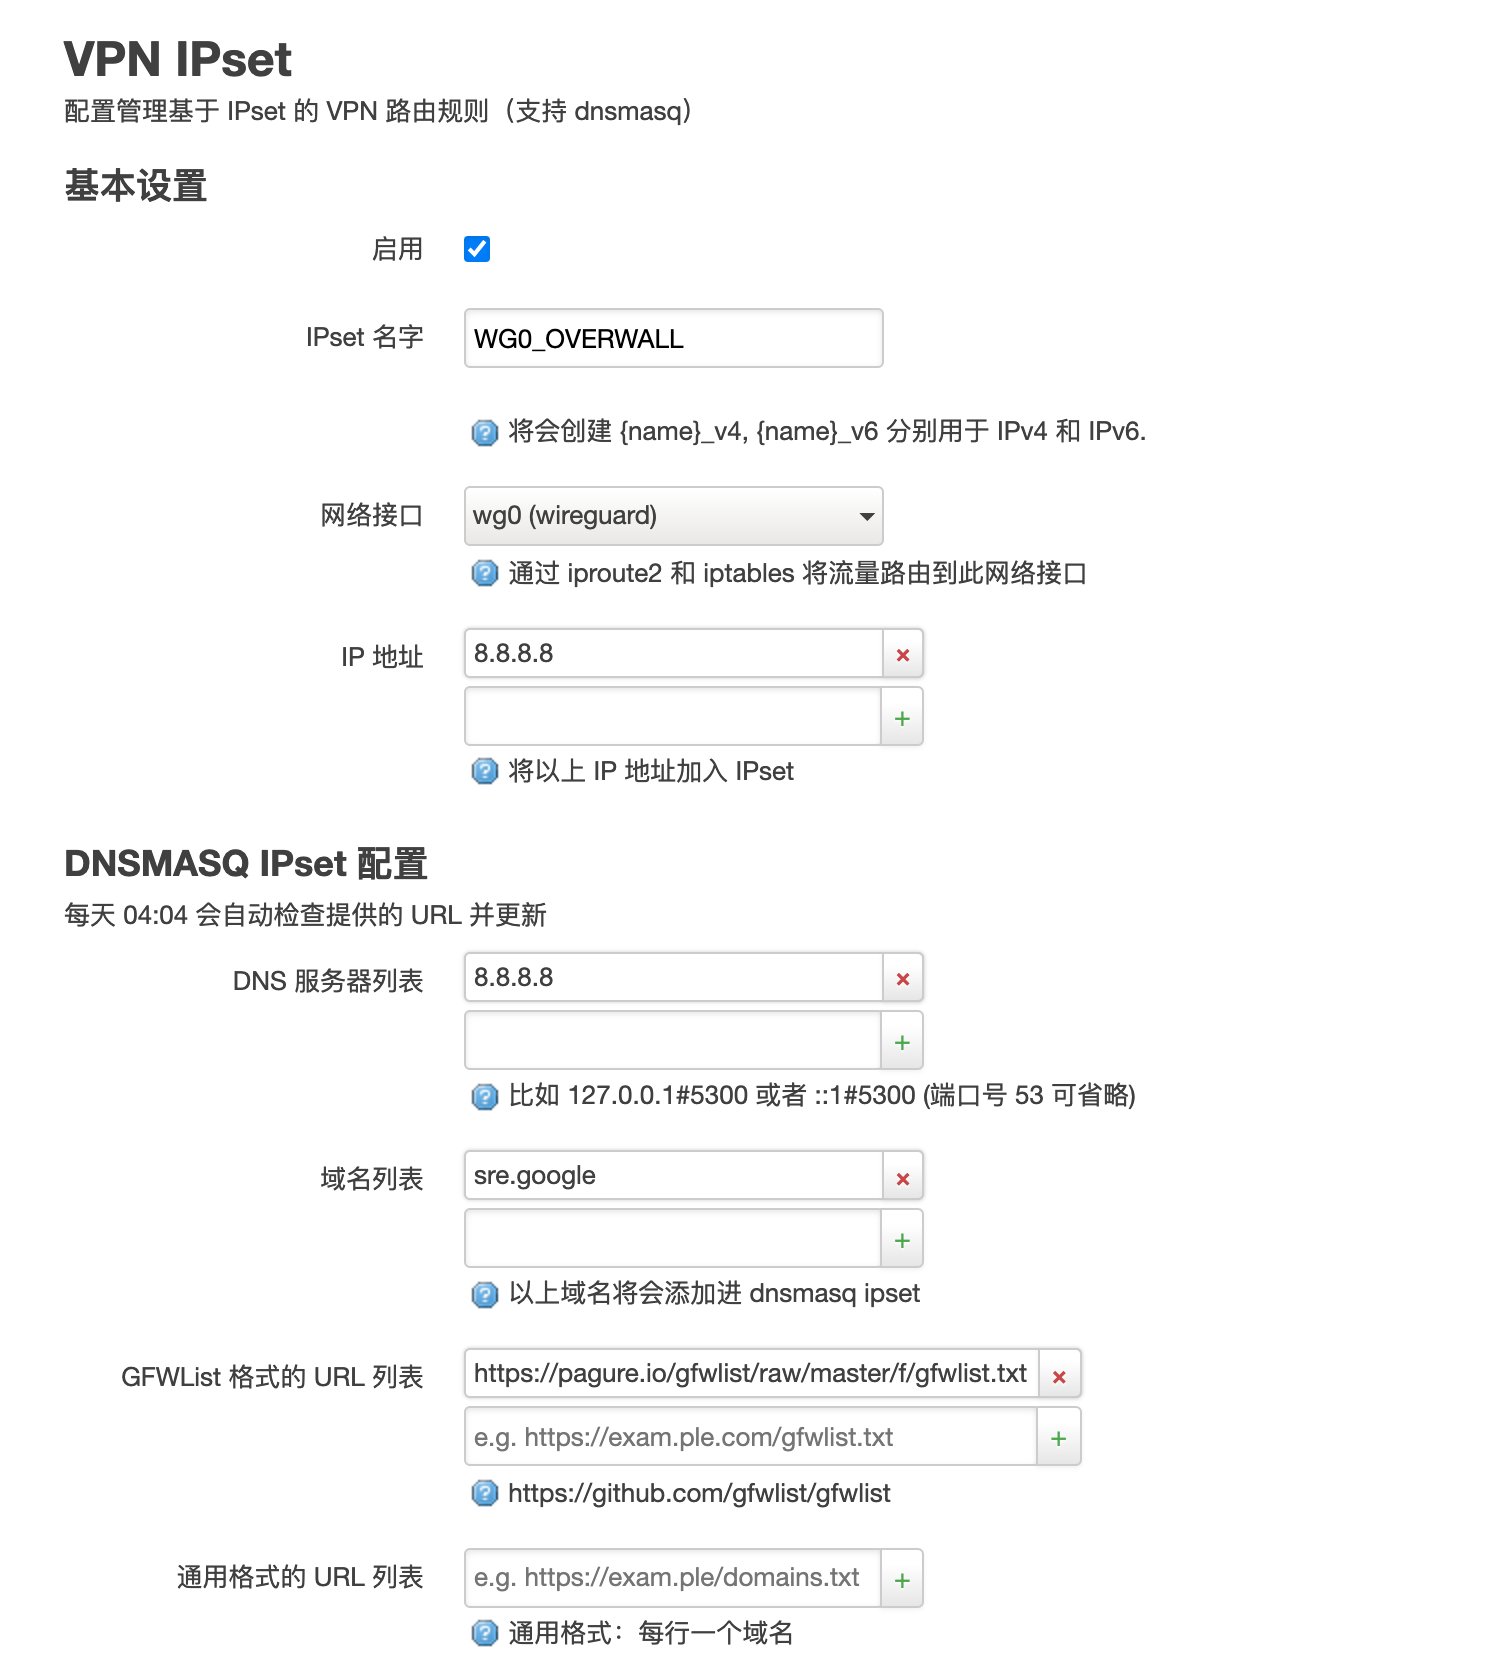 VPN IPset
配置管理基于 IPset 的 VPN 路由规则（支持 dnsmasq）
基本设置
启用
IPset 名字
WG0_OVERWALL
将会创建 {name}_v4, {name}_v6 分别用于 IPv4 和 IPv6.
网络接口
wg0 (wireguard)
通过 iproute2 和 iptables 将流量路由到此网络接口
IP 地址
8.8.8.8
将以上 IP 地址加入 IPset
DNSMASQ IPset 配置
每天 04:04 会自动检查提供的 URL 并更新
DNS 服务器列表
8.8.8.8
比如 127.0.0.1#5300 或者 ::1#5300 (端口号 53 可省略)
域名列表
sre.google
以上域名将会添加进 dnsmasq ipset
GFWList 格式的 URL 列表
https://pagure.io/gfwlist/raw/master/f/gfwlist.txt
e.g. https://exam.ple.com/gfwlist.txt
https://github.com/gfwlist/gfwlist
通用格式的 URL 列表
e.g. https://exam.ple/domains.txt
通用格式：每行一个域名